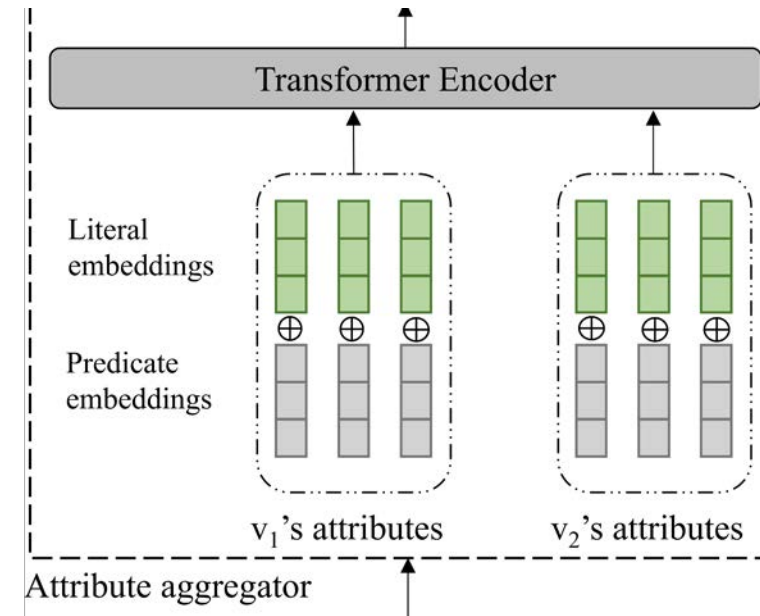 Transformer Encoder
Literal
embeddings
Predicate
embeddings
v₁’s attributes
v₂’s attributes
Attribute aggregator